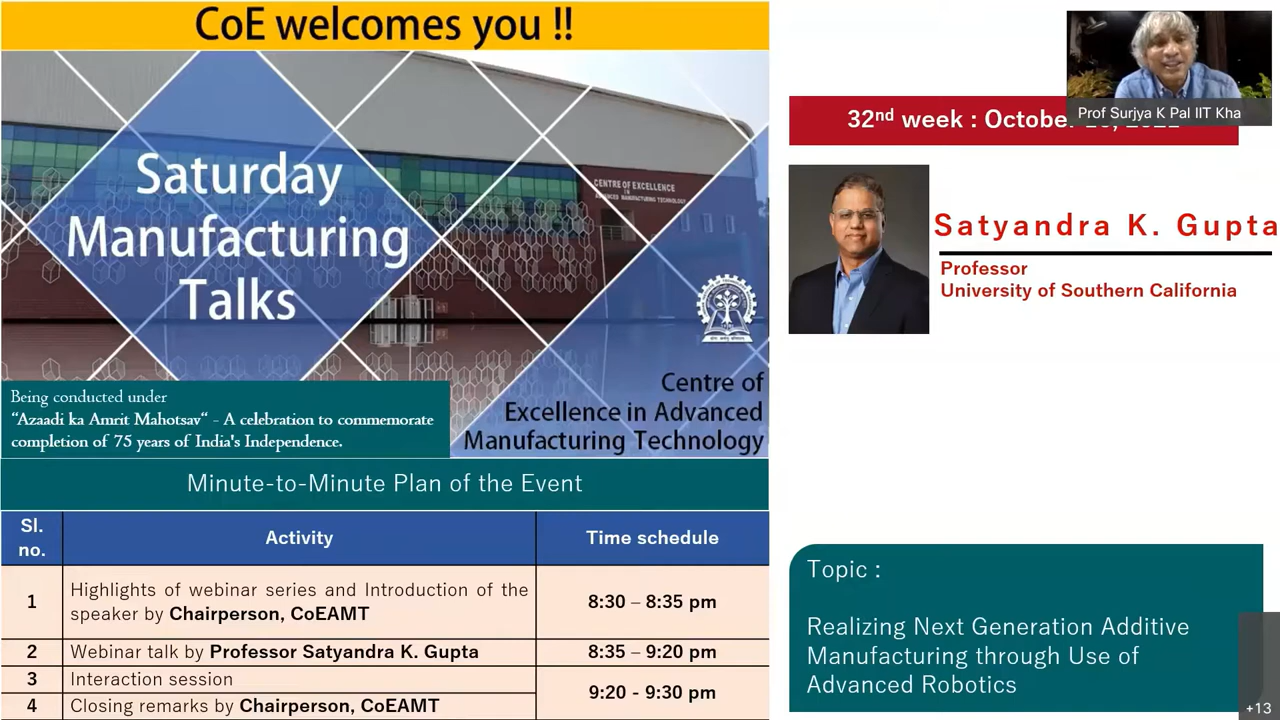 CoE welcomes you !!
Saturday
Manufacturing
Talks
CENTRE OF EXCELLENCE
IN
ADVANCED MANUFACTURING TECHNOLOGY
Centre of
Excellence in Advanced
Manufacturing Technology
Being conducted under
“Azaadi ka Amrit Mahotsav“ - A celebration to commemorate
completion of 75 years of India's Independence.
Minute-to-Minute Plan of the Event
Sl.
no.
Activity
Time schedule
1
Highlights of webinar series and Introduction of the
speaker by Chairperson, CoEAMT
8:30 – 8:35 pm
2
Webinar talk by Professor Satyandra K. Gupta
8:35 – 9:20 pm
3
Interaction session
9:20 - 9:30 pm
4
Closing remarks by Chairperson, CoEAMT
Prof Surjya K Pal IIT Kha
32nd week : October
Satyandra K. Gupta
Professor
University of Southern California
Topic :
Realizing Next Generation Additive
Manufacturing through Use of
Advanced Robotics
+13